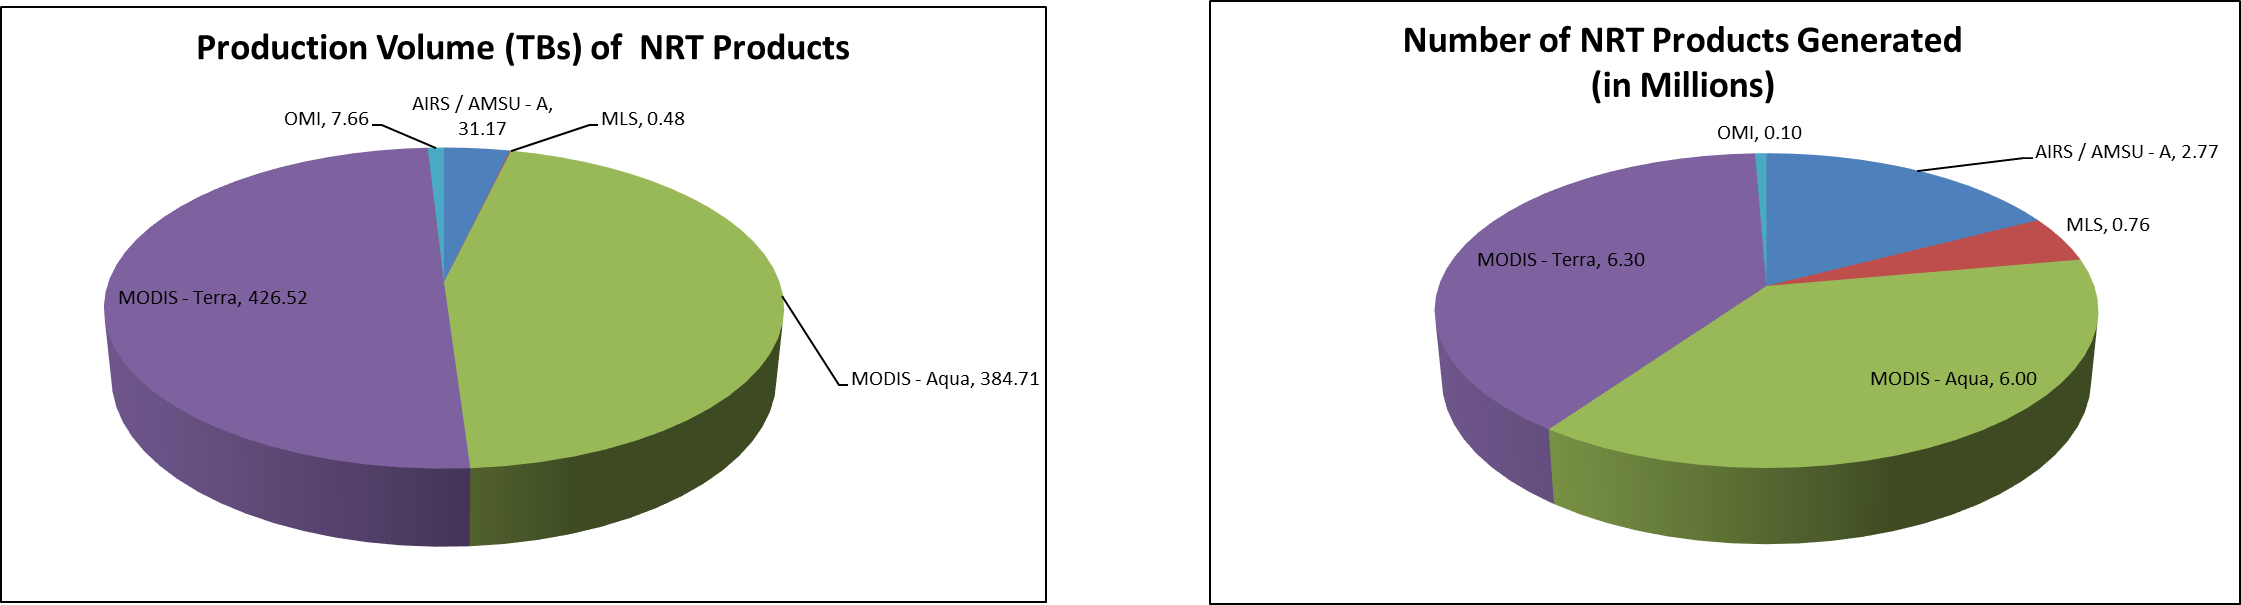 Production Volume (TBs) of  NRT Products
AIRS / AMSU - A,
31.17
OMI, 7.66
MLS, 0.48
MODIS - Terra, 426.52
MODIS - Aqua, 384.71
Number of NRT Products Generated
(in Millions)
OMI, 0.10
AIRS / AMSU - A, 2.77
MLS, 0.76
MODIS - Terra, 6.30
MODIS - Aqua, 6.00